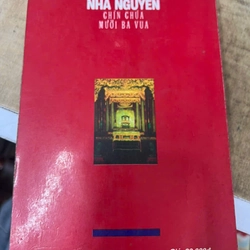 NHÀ NGUYỄN
CHÍN CHÚA
MƯỜI BA VUA